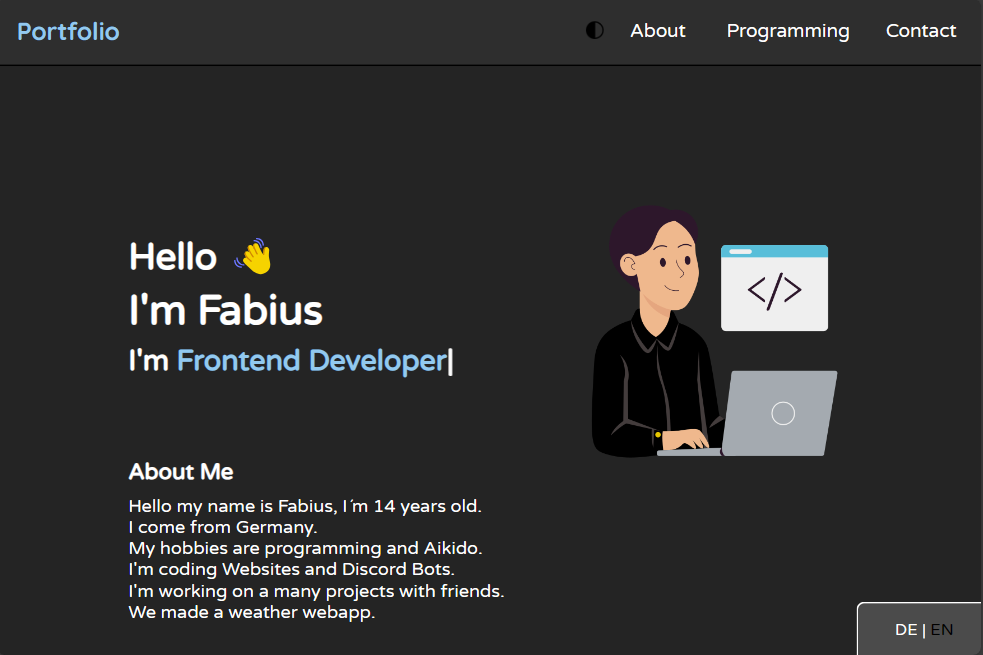 Portfolio
About Programming Contact
Hello 👋
I'm Fabius
I'm Frontend Developer|
</>
About Me
Hello my name is Fabius, I´m 14 years old.
I come from Germany.
My hobbies are programming and Aikido.
I'm coding Websites and Discord Bots.
I'm working on a many projects with friends.
We made a weather webapp.
DE | EN